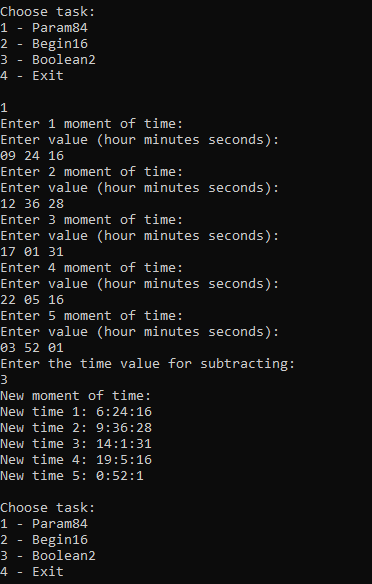 Choose task:
1 - Param84
2 - Begin16
3 - Boolean2
4 - Exit
1
Enter 1 moment of time:
Enter value (hour minutes seconds):
09 24 16
Enter 2 moment of time:
Enter value (hour minutes seconds):
12 36 28
Enter 3 moment of time:
Enter value (hour minutes seconds):
17 01 31
Enter 4 moment of time:
Enter value (hour minutes seconds):
22 05 16
Enter 5 moment of time:
Enter value (hour minutes seconds):
03 52 01
Enter the time value for subtracting:
3
New moment of time:
New time 1: 6:24:16
New time 2: 9:36:28
New time 3: 14:1:31
New time 4: 19:5:16
New time 5: 0:52:1
Choose task:
1 - Param84
2 - Begin16
3 - Boolean2
4 - Exit